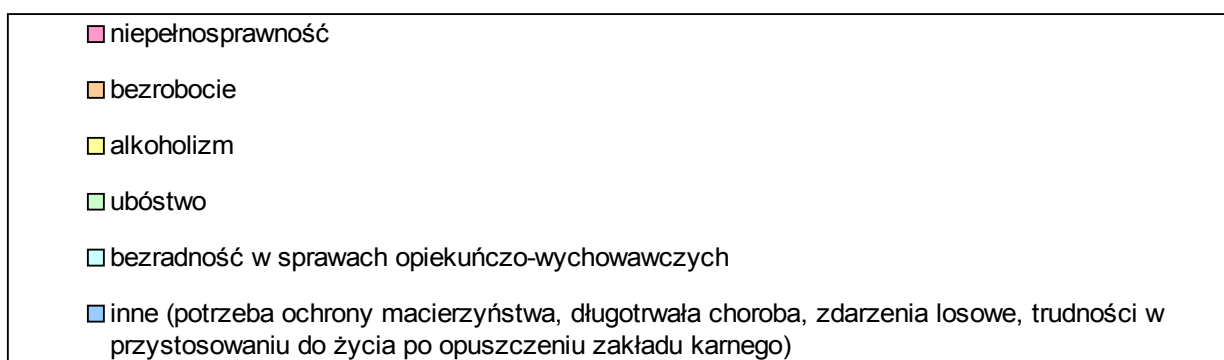 niepełnosprawność
bezrobocie
alkoholizm
ubóstwo
bezradność w sprawach opiekuńczo-wychowawczych
inne (potrzeba ochrony macierzyństwa, długotrwała choroba, zdarzenia losowe, trudności w
przystosowaniu do życia po opuszczeniu zakładu karnego)